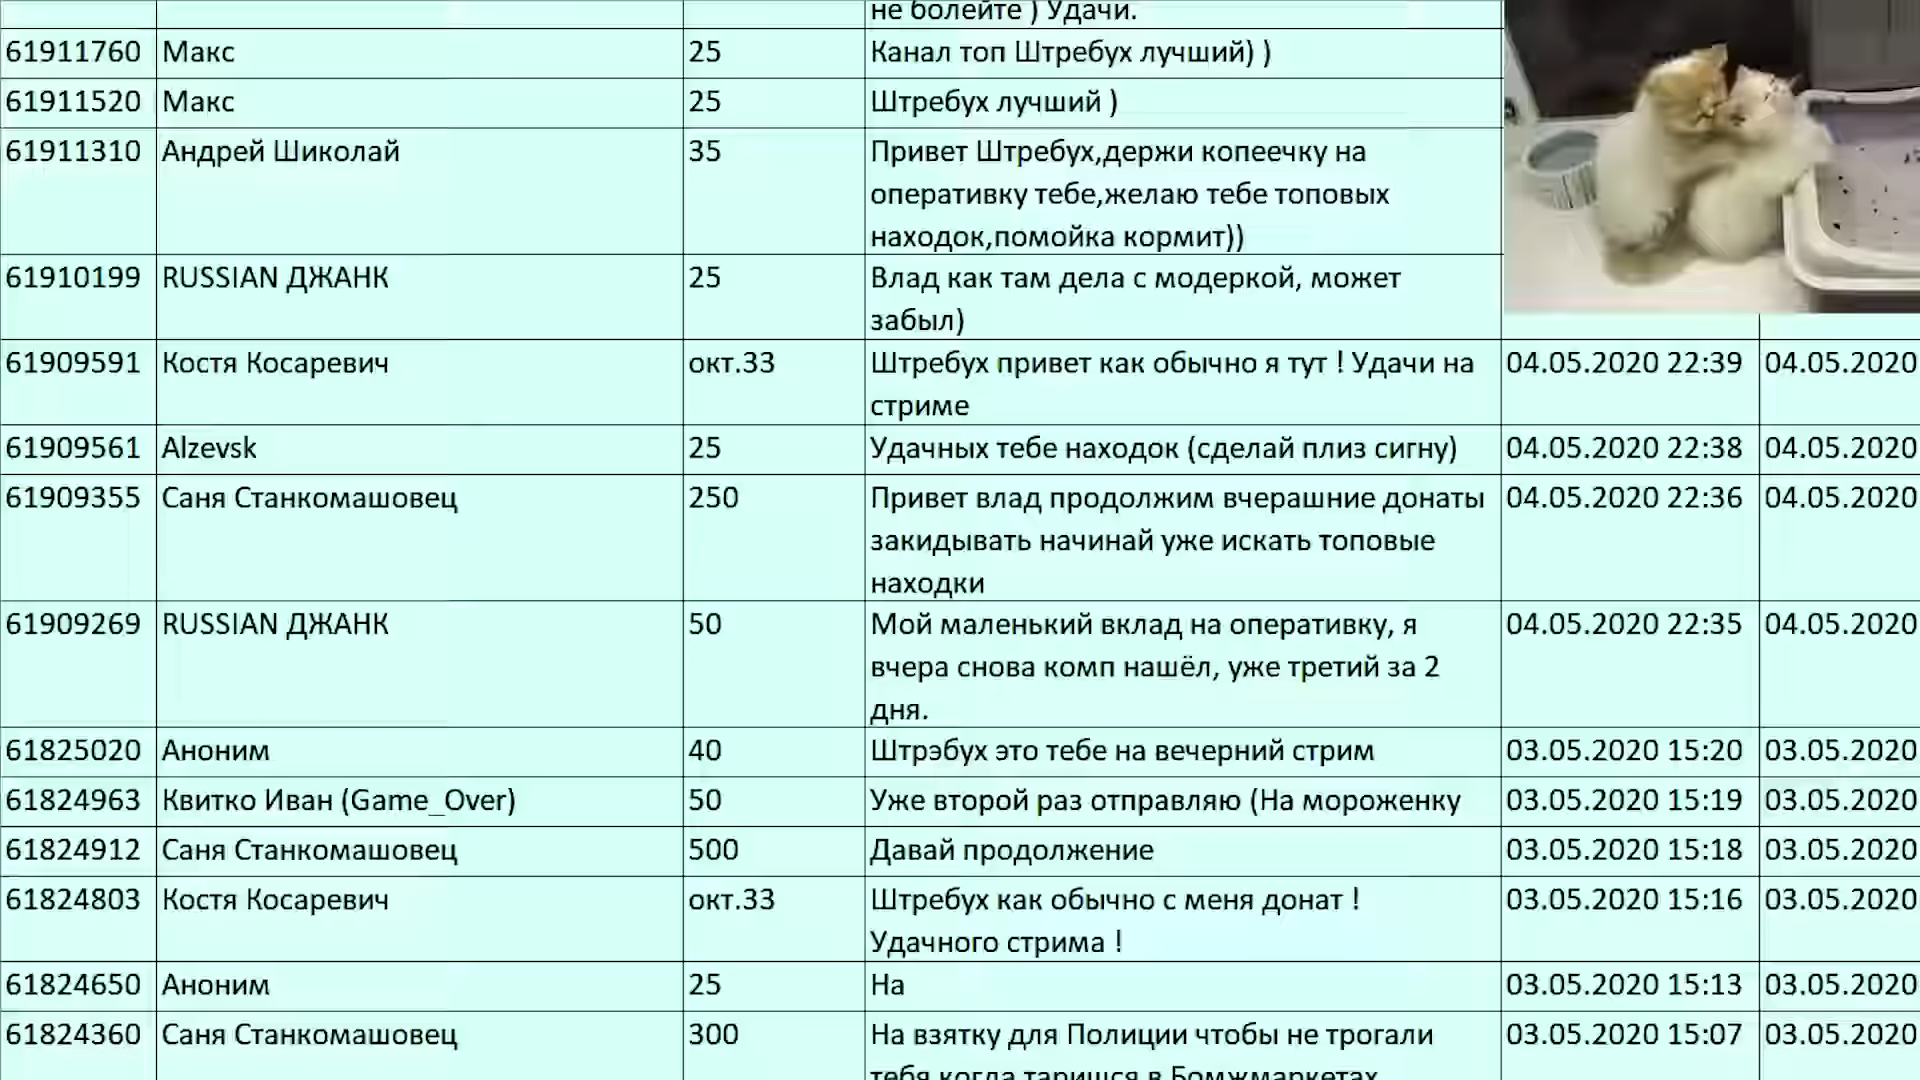 не болейте ) Удачи.
61911760 Макс 25 Канал топ Штребух лучший) )
61911520 Макс 25 Штребух лучший )
61911310 Андрей Шиколай 35 Привет Штребух,держи копеечку на
оперативку тебе,желаю тебе топовых
находок,помойка кормит))
61910199 RUSSIAN ДЖАНК 25 Влад как там дела с модеркой, может
забыл)
61909591 Костя Косаревич окт.33 Штребух привет как обычно я тут ! Удачи на 04.05.2020 22:39 04.05.2020
стриме
61909561 Alzevsk 25 Удачных тебе находок (сделай плиз сигну) 04.05.2020 22:38 04.05.2020
61909355 Саня Станкомашовец 250 Привет влад продолжим вчерашние донаты 04.05.2020 22:36 04.05.2020
закидывать начинай уже искать топовые
находки
61909269 RUSSIAN ДЖАНК 50 Мой маленький вклад на оперативку, я 04.05.2020 22:35 04.05.2020
вчера снова комп нашёл, уже третий за 2
дня.
61825020 Аноним 40 Штрэбух это тебе на вечерний стрим 03.05.2020 15:20 03.05.2020
61824963 Квитко Иван (Game_Over) 50 Уже второй раз отправляю (На мороженку 03.05.2020 15:19 03.05.2020
61824912 Саня Станкомашовец 500 Давай продолжение 03.05.2020 15:18 03.05.2020
61824803 Костя Косаревич окт.33 Штребух как обычно с меня донат ! 03.05.2020 15:16 03.05.2020
Удачного стрима !
61824650 Аноним 25 На 03.05.2020 15:13 03.05.2020
61824360 Саня Станкомашовец 300 На взятку для Полиции чтобы не трогали 03.05.2020 15:07 03.05.2020
тебя когда таришся в Бомжмаркетах